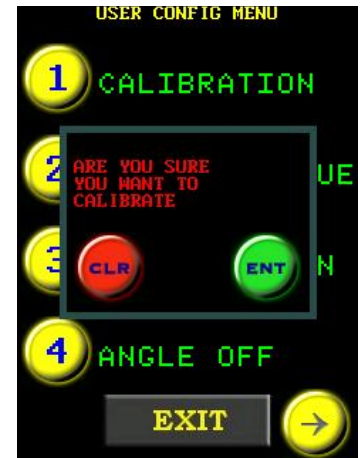 USER CONFIG MENU
1 CALIBRATION
2 UE
ARE YOU SURE
YOU WANT TO
CALIBRATE
3 N
CLR ENT
4 ANGLE OFF
EXIT